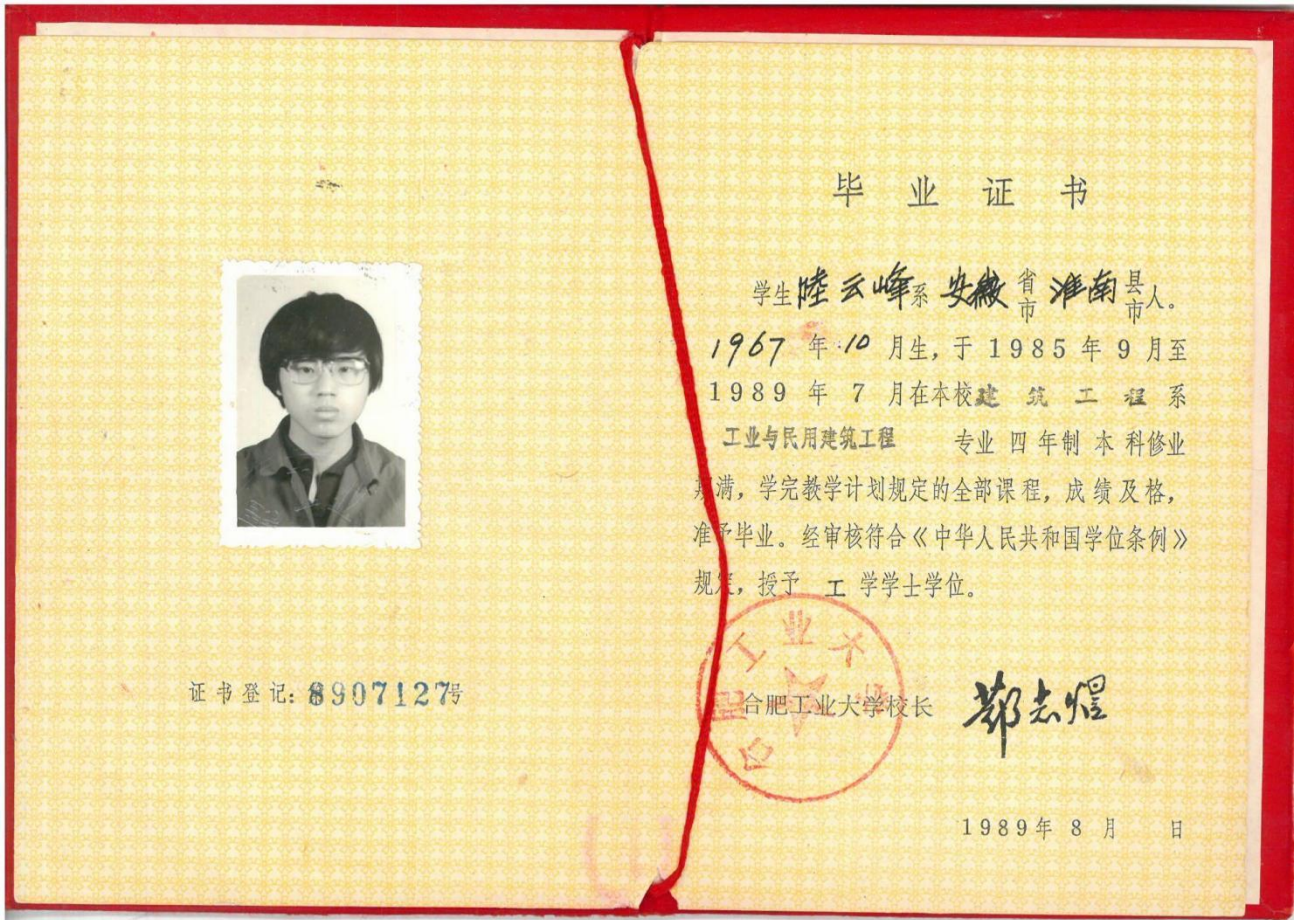 证书登记:8907127号
毕业证书
学生陸云峰系安徽省市淮南县市人。
1967年10月生,于1985年9月至
1989年7月在本校建筑工程系
工业与民用建筑工程 专业四年制本科修业
期满,学完教学计划规定的全部课程,成绩及格,
准予毕业。经审核符合《中华人民共和国学位条例》
规定,授予 工 学学士学位。
合肥工业大学
合肥工业大学校长
1989年8月 日